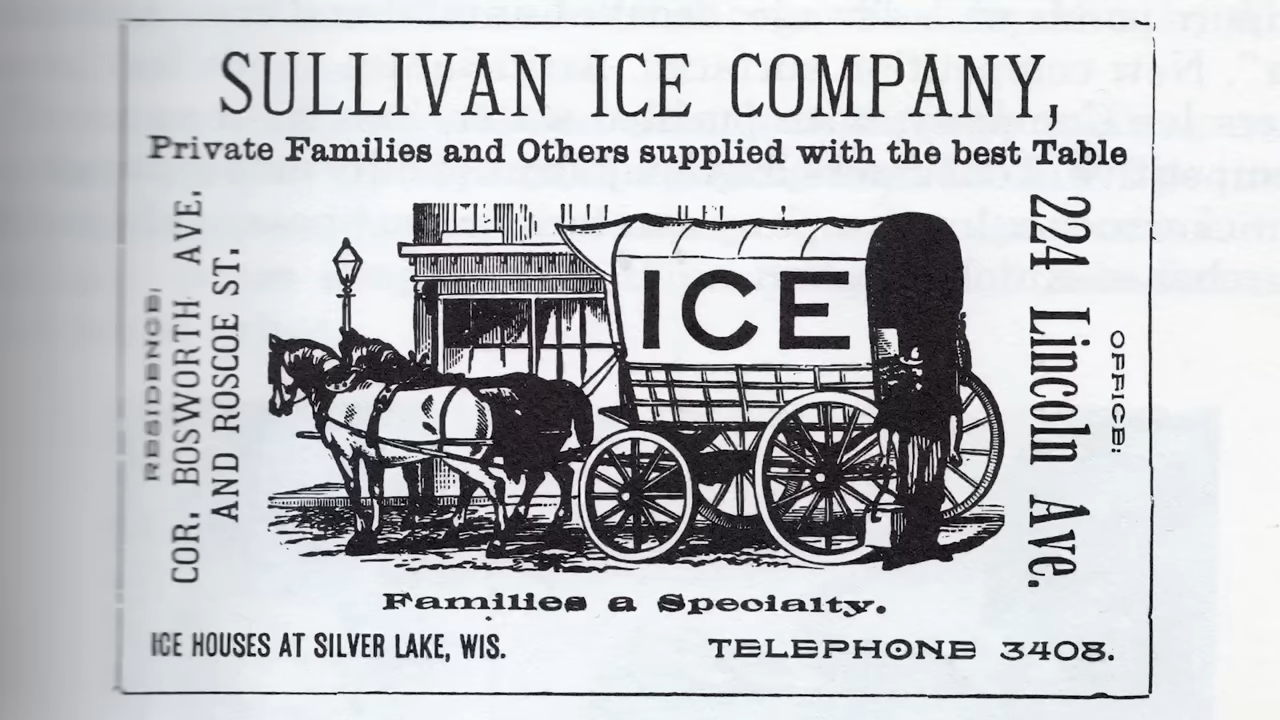 SULLIVAN ICE COMPANY,
Private Families and Others supplied with the best Table
RESIDENCE:
COR. BOSWORTH AVE.
AND ROSCOE ST.
ICE
OFFICE:
224 Lincoln Ave.
Families a Specialty.
ICE HOUSES AT SILVER LAKE, WIS.
TELEPHONE 3408.